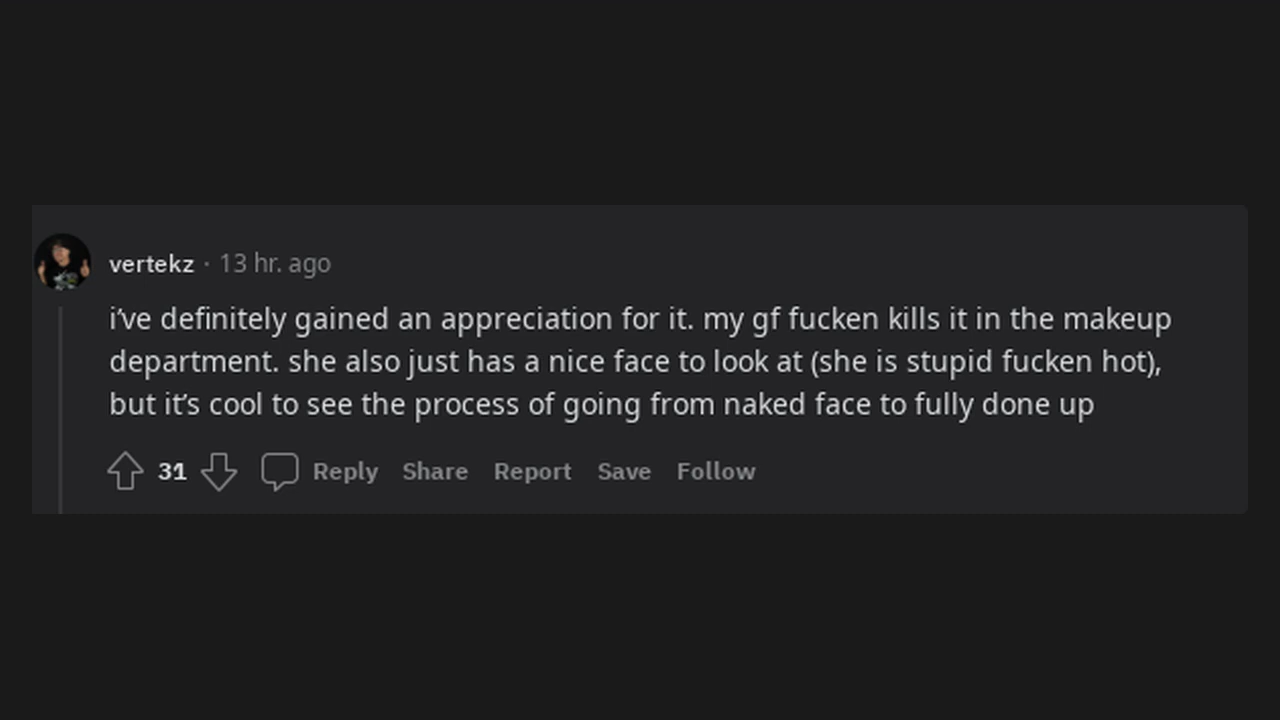 vertekz · 13 hr. ago
i’ve definitely gained an appreciation for it. my gf fucken kills it in the makeup
department. she also just has a nice face to look at (she is stupid fucken hot),
but it’s cool to see the process of going from naked face to fully done up
31 Reply Share Report Save Follow